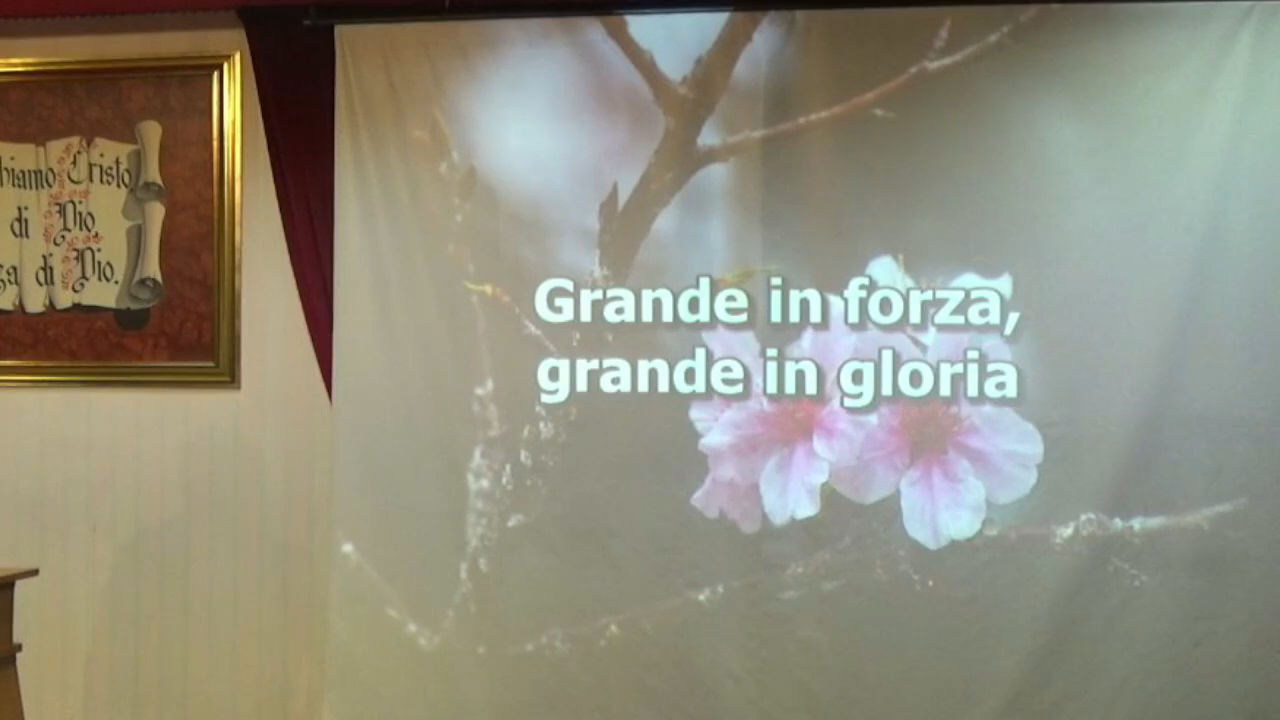 Cristo
di Dio,
di Dio.
Grande in forza,
grande in gloria